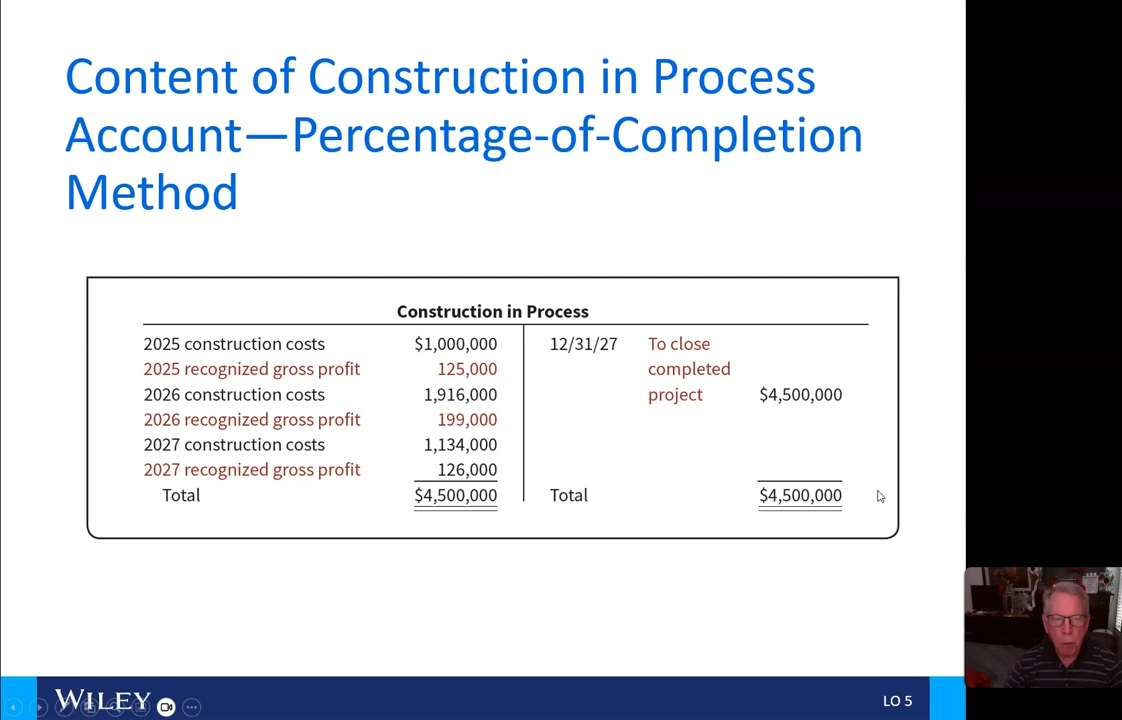 Content of Construction in Process
Account—Percentage-of-Completion
Method
Construction in Process
2025 construction costs $1,000,000 12/31/27 To close
2025 recognized gross profit 125,000 completed
2026 construction costs 1,916,000 project $4,500,000
2026 recognized gross profit 199,000
2027 construction costs 1,134,000
2027 recognized gross profit 126,000
Total $4,500,000 Total $4,500,000
WILEY
LO 5